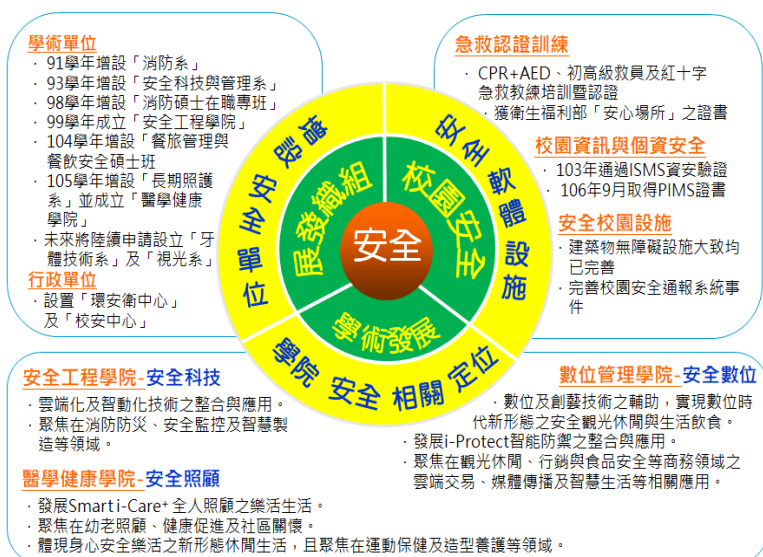 學術單位
· 91學年增設「消防系」
· 93學年增設「安全科技與管理系」
· 98學年增設「消防碩士在職專班」
· 99學年成立「安全工程學院」
· 104學年增設「餐旅管理與
餐飲安全碩士班
· 105學年增設「長期照護
系」並成立「醫學健康
學院」
· 未來將陸續申請設立「牙
體技術系」及「視光系」
行政單位
· 設置「環安衛中心」
及「校安中心」
急救認證訓練
· CPR+AED、初高級救員及紅十字
急救教練培訓暨認證
· 獲衛生福利部「安心場所」之證書
校園資訊與個資安全
· 103年通過ISMS資安驗證
· 106年9月取得PIMS證書
安全校園設施
· 建築物無障礙設施大致均
已完善
· 完善校園安全通報系統事
件
增設安全單位
安全軟體設施
展發織組
校園安全
安全
學術發展
學院 安全 相關 定位
安全工程學院-安全科技
· 雲端化及智動化技術之整合與應用。
· 聚焦在消防防災、安全監控及智慧製
造等領域。
醫學健康學院-安全照顧
· 發展Smart i-Care⁺ 全人照顧之樂活生活。
· 聚焦在幼老照顧、健康促進及社區關懷。
· 體現身心安全樂活之新形態休閒生活，且聚焦在運動保健及造型養護等領域。
數位管理學院-安全數位
· 數位及創藝技術之輔助，實現數位時
代新形態之安全觀光休閒與生活飲食。
· 發展i-Protect智能防禦之整合與應用。
· 聚焦在觀光休閒、行銷與食品安全等商務領域之
雲端交易、媒體傳播及智慧生活等相關應用。